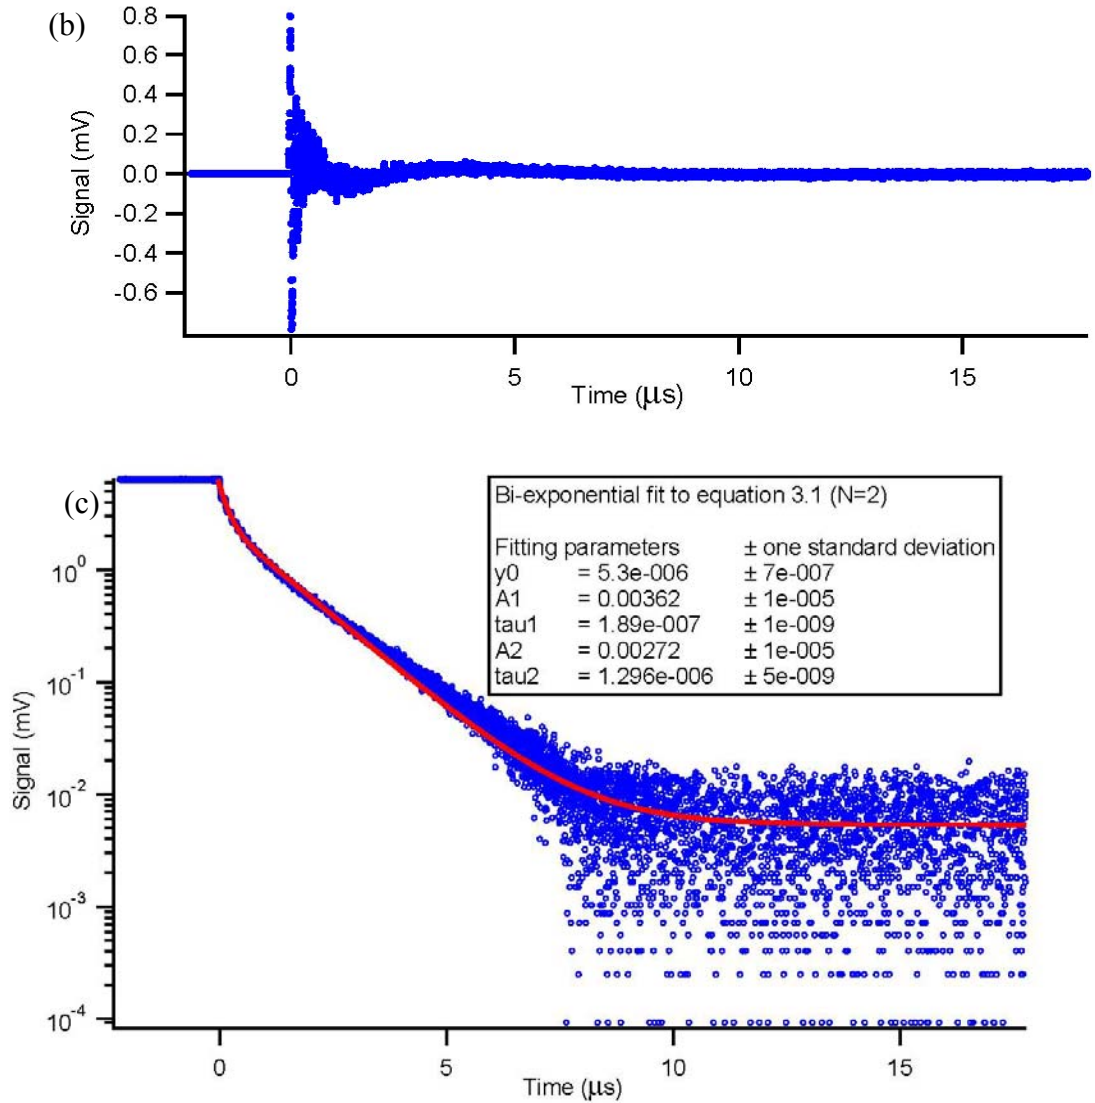 (b)
0.8
0.6
0.4
0.2
0.0
-0.2
-0.4
-0.6
Signal (mV)
0 5 10 15
Time (μs)
(c)
10^0
10^-1
10^-2
10^-3
10^-4
Signal (mV)
Bi-exponential fit to equation 3.1 (N=2)
Fitting parameters ± one standard deviation
y0 = 5.3e-006 ± 7e-007
A1 = 0.00362 ± 1e-005
tau1 = 1.89e-007 ± 1e-009
A2 = 0.00272 ± 1e-005
tau2 = 1.296e-006 ± 5e-009
0 5 10 15
Time (μs)